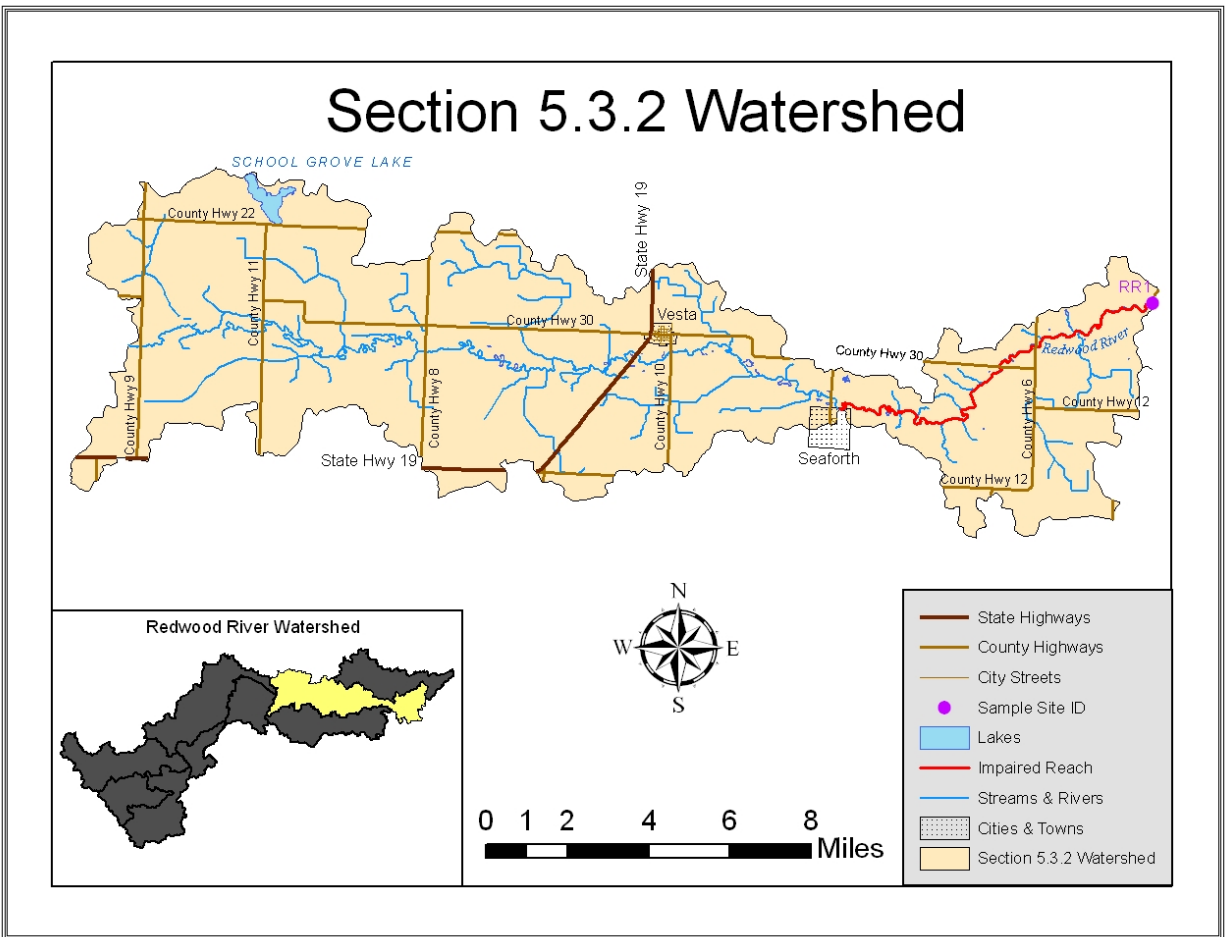 Section 5.3.2 Watershed
SCHOOL GROVE LAKE
County Hwy 22
County Hwy 11
State Hwy 19
RR1
County Hwy 30
Vesta
Redwood River
County Hwy 30
County Hwy 9
County Hwy 8
County Hwy 10
County Hwy 6
County Hwy 12
State Hwy 19
Seaforth
County Hwy 12
Redwood River Watershed
N
W
E
S
0 1 2 4 6 8
Miles
State Highways
County Highways
City Streets
Sample Site ID
Lakes
Impaired Reach
Streams & Rivers
Cities & Towns
Section 5.3.2 Watershed